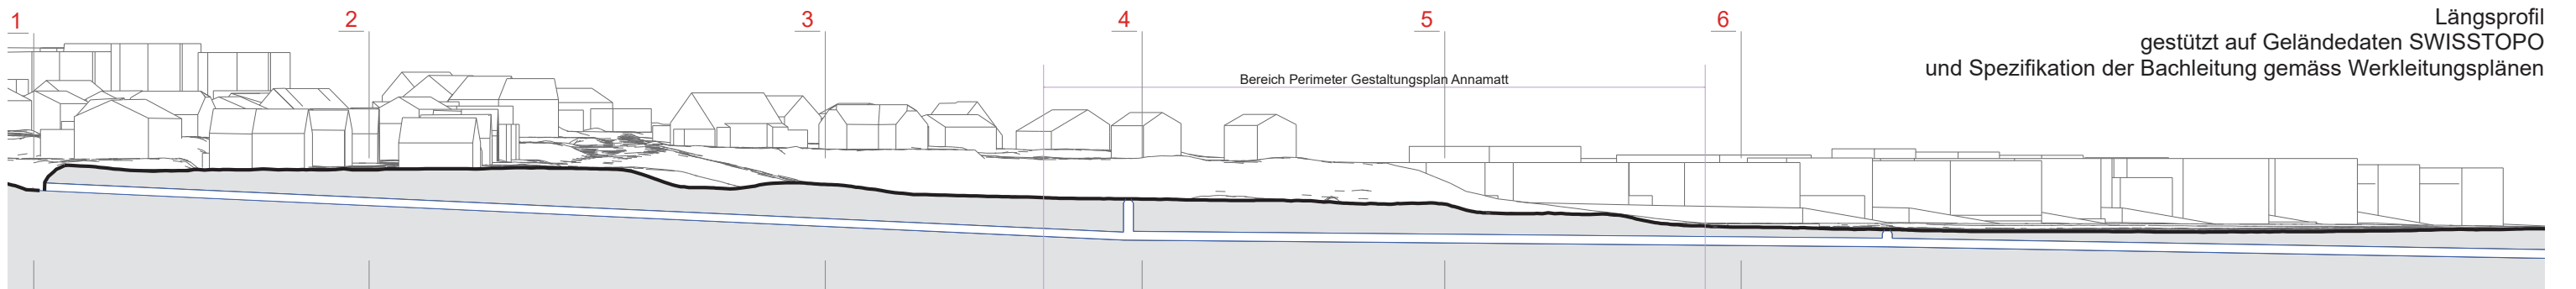 1 2 3 4 5 6
Längsprofil
gestützt auf Geländedaten SWISSTOPO
und Spezifikation der Bachleitung gemäss Werkleitungsplänen
Bereich Perimeter Gestaltungsplan Annamatt